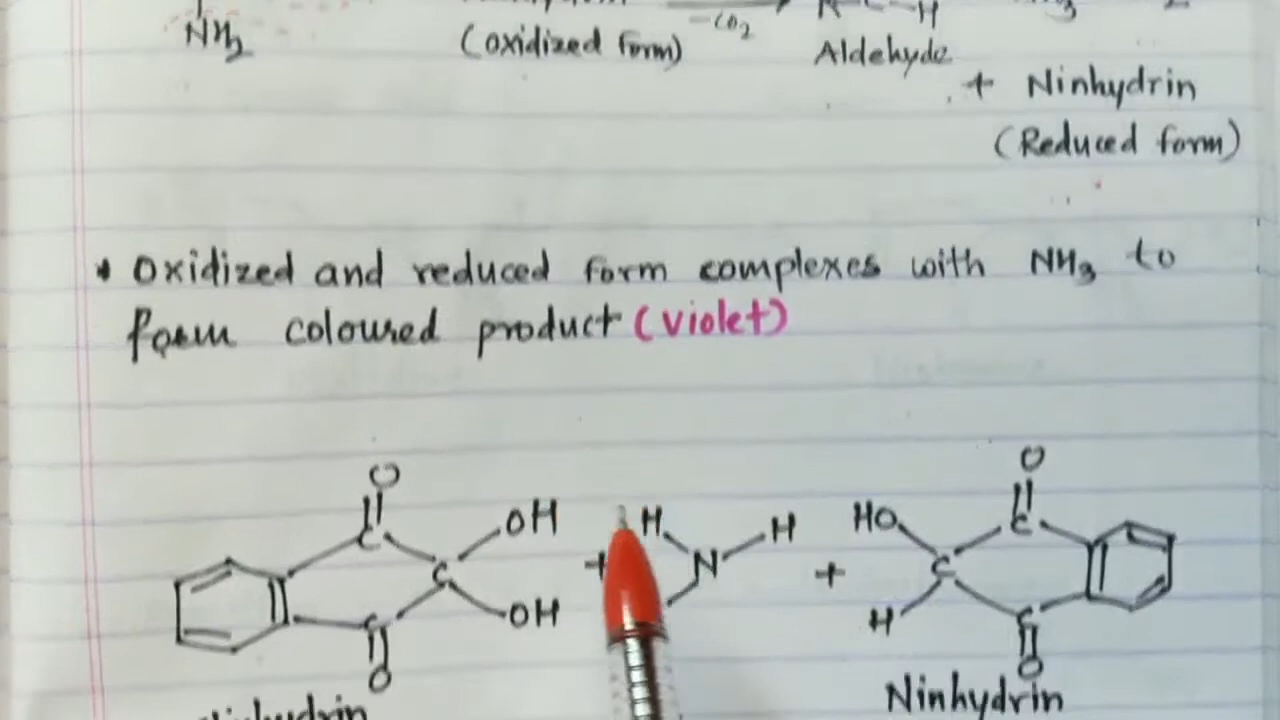 NH2
(oxidized form)
-CO2
Aldehyde
+ Ninhydrin
(Reduced form)
* Oxidized and reduced form complexes with NH3 to
form coloured product (violet)
O O
C OH H H HO C
C + N + C
C OH H C
O O
Ninhydrin